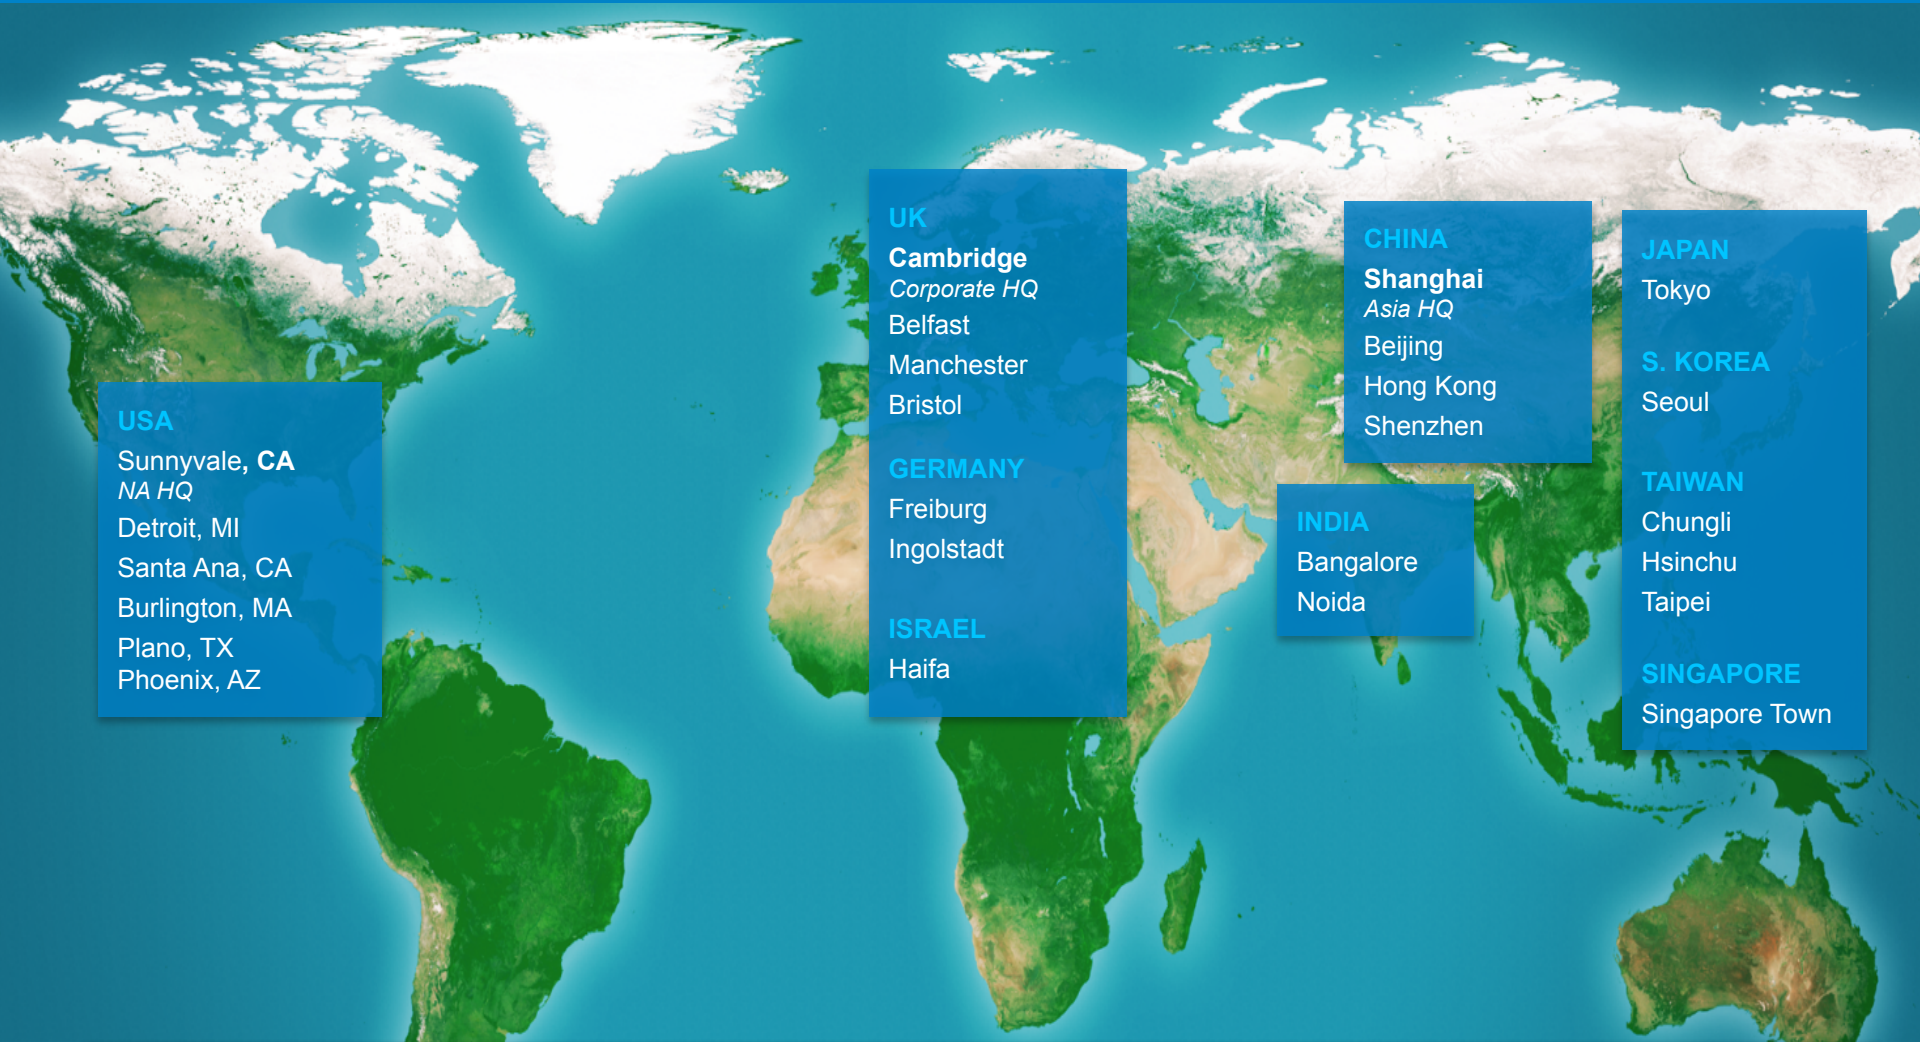 USA
Sunnyvale, CA
NA HQ
Detroit, MI
Santa Ana, CA
Burlington, MA
Plano, TX
Phoenix, AZ
UK
Cambridge
Corporate HQ
Belfast
Manchester
Bristol
GERMANY
Freiburg
Ingolstadt
ISRAEL
Haifa
CHINA
Shanghai
Asia HQ
Beijing
Hong Kong
Shenzhen
INDIA
Bangalore
Noida
JAPAN
Tokyo
S. KOREA
Seoul
TAIWAN
Chungli
Hsinchu
Taipei
SINGAPORE
Singapore Town